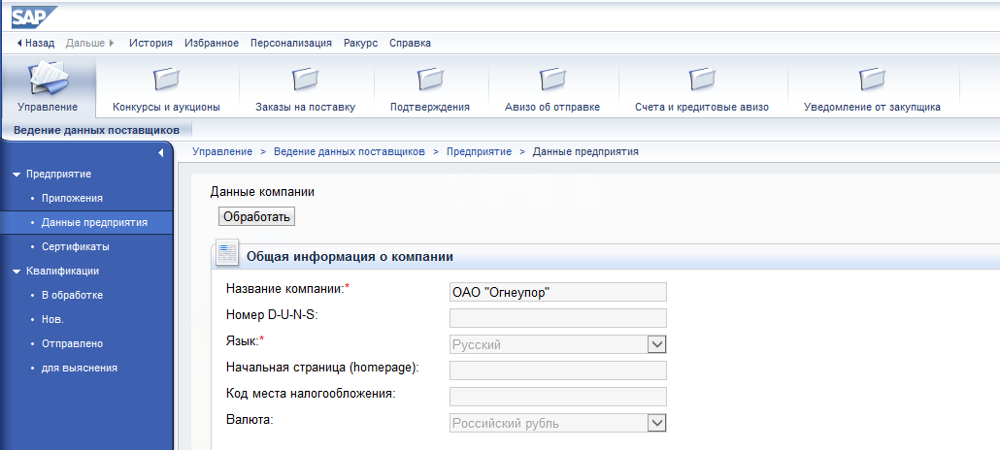 SAP
Назад Дальше История Избранное Персонализация Ракурс Справка
Управление Конкурсы и аукционы Заказы на поставку Подтверждения Авизо об отправке Счета и кредитовые авизо Уведомление от закупщика
Ведение данных поставщиков
Управление > Ведение данных поставщиков > Предприятие > Данные предприятия
Предприятие
• Приложения
• Данные предприятия
• Сертификаты
Квалификации
• В обработке
• Нов.
• Отправлено
• для выяснения
Данные компании
Обработать
Общая информация о компании
Название компании:* ОАО "Огнеупор"
Номер D-U-N-S:
Язык:* Русский
Начальная страница (homepage):
Код места налогообложения:
Валюта: Российский рубль